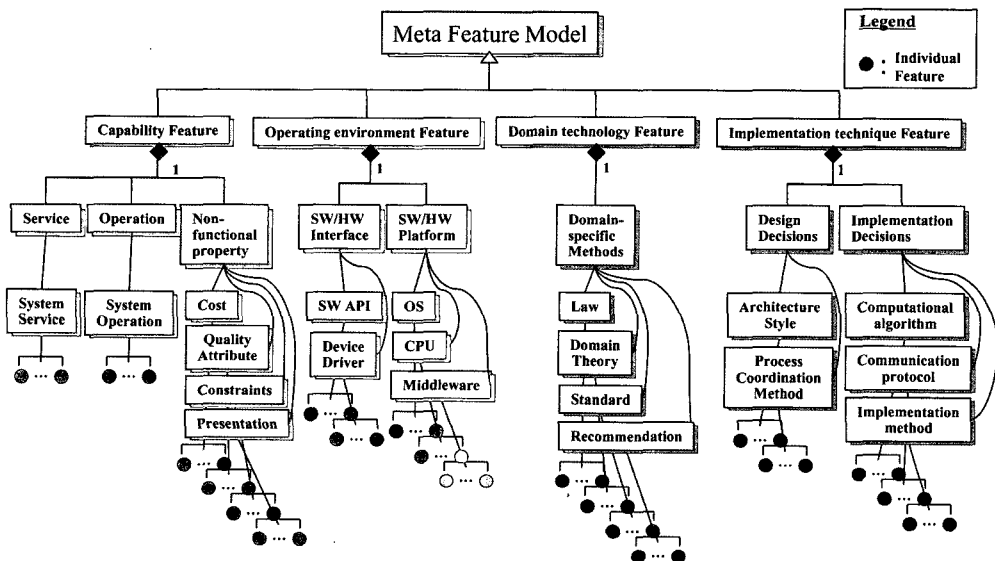 Meta Feature Model
Legend
: Individual
Feature
Capability Feature
Operating environment Feature
Domain technology Feature
Implementation technique Feature
1
1
1
1
Service
Operation
Non-
functional
property
SW/HW
Interface
SW/HW
Platform
Domain-
specific
Methods
Design
Decisions
Implementation
Decisions
System
Service
System
Operation
Cost
Quality
Attribute
Constraints
Presentation
SW API
Device
Driver
OS
CPU
Middleware
Law
Domain
Theory
Standard
Recommendation
Architecture
Style
Process
Coordination
Method
Computational
algorithm
Communication
protocol
Implementation
method